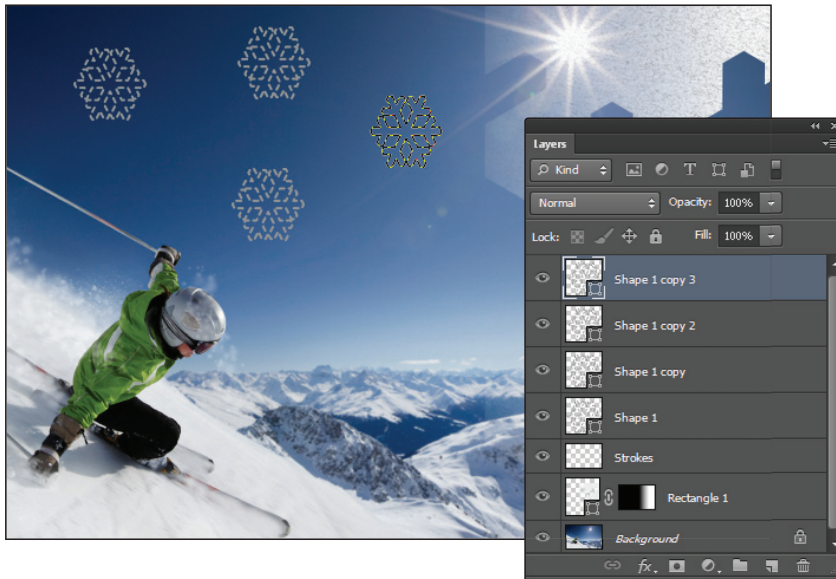 Layers
Kind
Normal Opacity: 100%
Lock: Fill: 100%
Shape 1 copy 3
Shape 1 copy 2
Shape 1 copy
Shape 1
Strokes
Rectangle 1
Background
fx